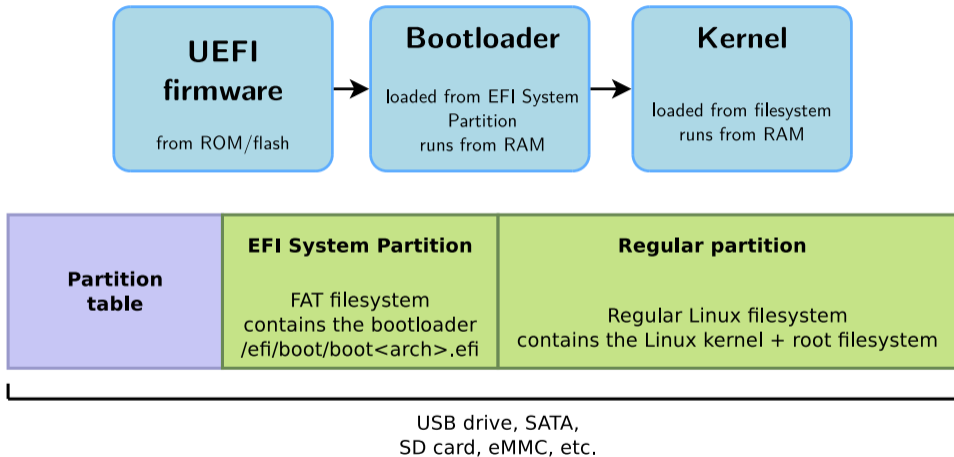 UEFI
firmware
from ROM/flash
Bootloader
loaded from EFI System
Partition
runs from RAM
Kernel
loaded from filesystem
runs from RAM
Partition
table
EFI System Partition
FAT filesystem
contains the bootloader
/efi/boot/boot<arch>.efi
Regular partition
Regular Linux filesystem
contains the Linux kernel + root filesystem
USB drive, SATA,
SD card, eMMC, etc.